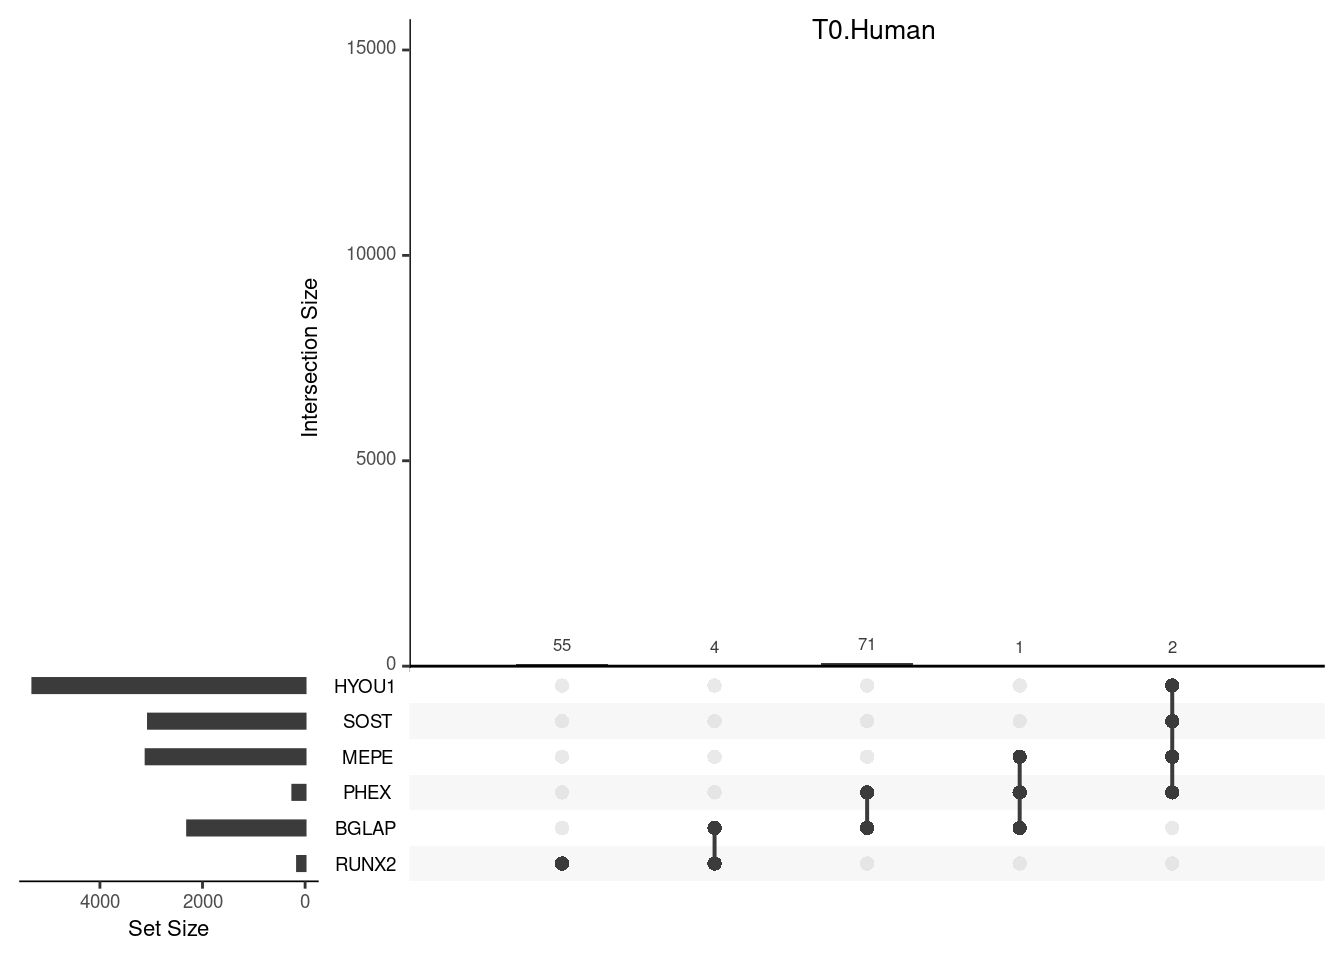 T0.Human
15000
10000
5000
0
Intersection Size
55 4 71 1 2
HYOU1
SOST
MEPE
PHEX
BGLAP
RUNX2
4000 2000 0
Set Size